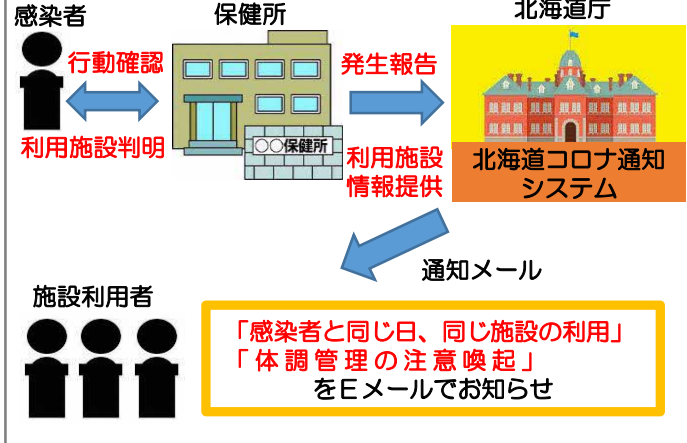 感染者
保健所
北海道庁
行動確認
利用施設判明
発生報告
利用施設
情報提供
〇〇保健所
北海道コロナ通知
システム
通知メール
施設利用者
「感染者と同じ日、同じ施設の利用」
「体調管理の注意喚起」
をEメールでお知らせ